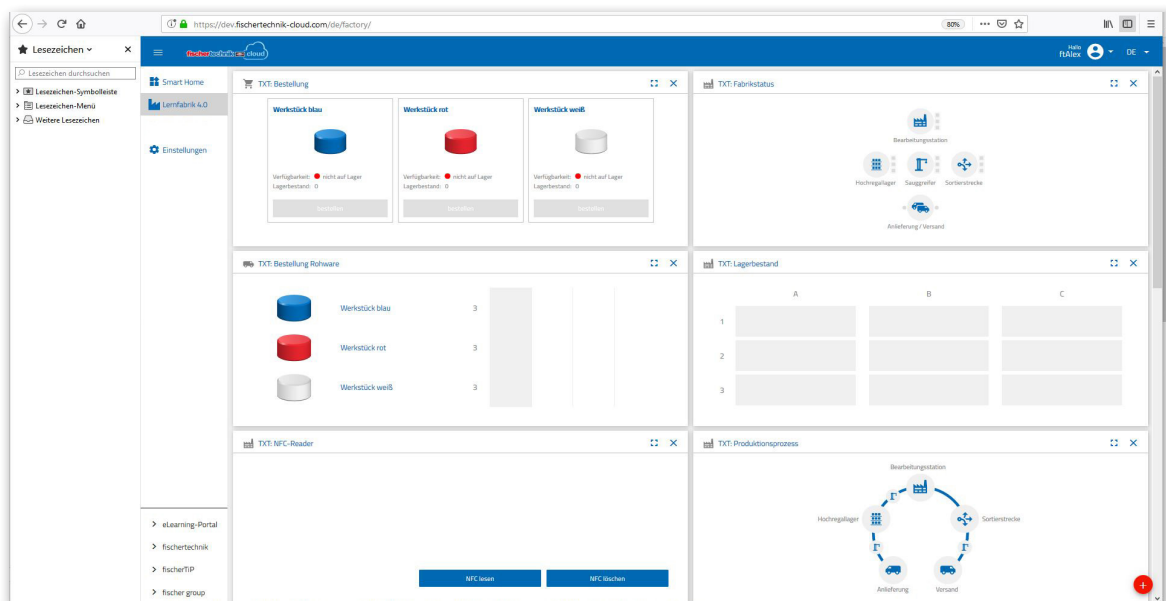 https://dev.fischertechnik-cloud.com/de/factory/
80%
Lesezeichen
Lesezeichen durchsuchen
Lesezeichen-Symbolleiste
Lesezeichen-Menü
Weitere Lesezeichen
fischertechnik cloud
Hallo
ftAlex
DE
Smart Home
Lernfabrik 4.0
Einstellungen
eLearning-Portal
fischertechnik
fischerTiP
fischer group
TXT: Bestellung
Werkstück blau
Verfügbarkeit: nicht auf Lager
Lagerbestand: 0
bestellen
Werkstück rot
Verfügbarkeit: nicht auf Lager
Lagerbestand: 0
bestellen
Werkstück weiß
Verfügbarkeit: nicht auf Lager
Lagerbestand: 0
bestellen
TXT: Fabrikstatus
Bearbeitungsstation
Hochregallager Sauggreifer Sortierstrecke
Anlieferung / Versand
TXT: Bestellung Rohware
Werkstück blau 3
Werkstück rot 3
Werkstück weiß 3
TXT: Lagerbestand
A B C
1
2
3
TXT: NFC-Reader
NFC lesen NFC löschen
TXT: Produktionsprozess
Bearbeitungsstation
Hochregallager Sortierstrecke
Anlieferung Versand